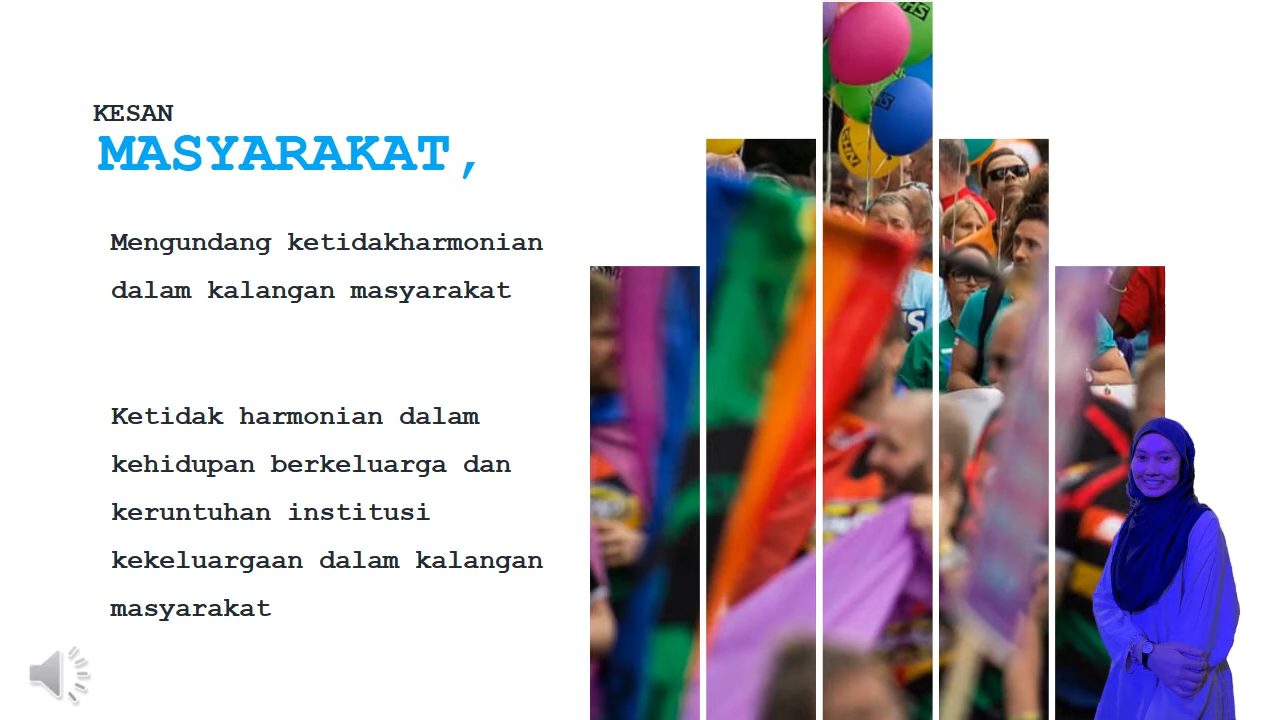 KESAN
MASYARAKAT,
Mengundang ketidakharmonian
dalam kalangan masyarakat
Ketidak harmonian dalam
kehidupan berkeluarga dan
keruntuhan institusi
kekeluargaan dalam kalangan
masyarakat